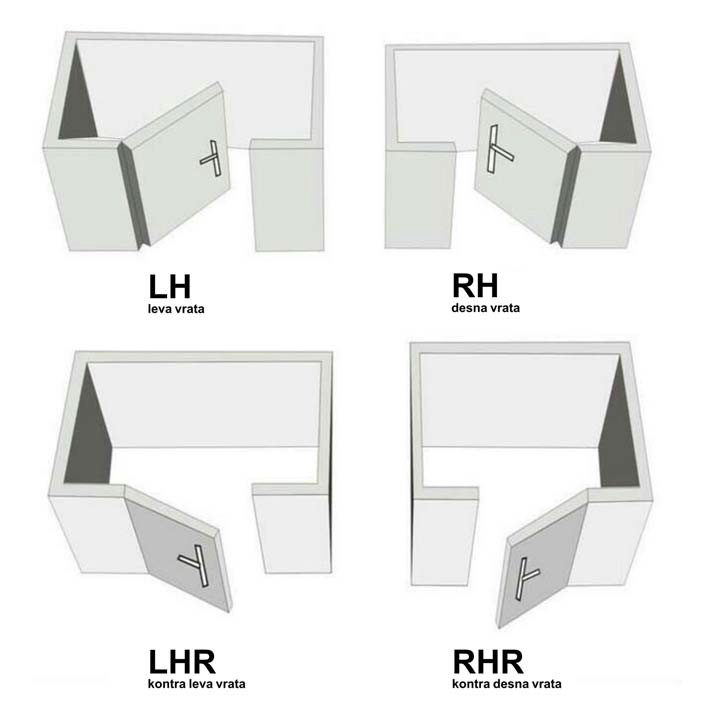 LH
leva vrata
RH
desna vrata
LHR
kontra leva vrata
RHR
kontra desna vrata